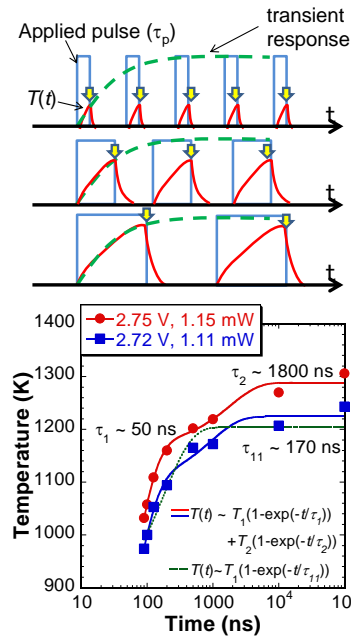 Applied pulse (τp)
transient
response
T(t)
t
t
t
2.75 V, 1.15 mW
2.72 V, 1.11 mW
τ2 ~ 1800 ns
τ1 ~ 50 ns
τ11 ~ 170 ns
T(t) ~ T1(1-exp(-t/τ1))
+T2(1-exp(-t/τ2))
T(t)~T1(1-exp(-t/τ11))
Temperature (K)
1400
1300
1200
1100
1000
900
10 100 1000 10⁴ 10⁵
Time (ns)